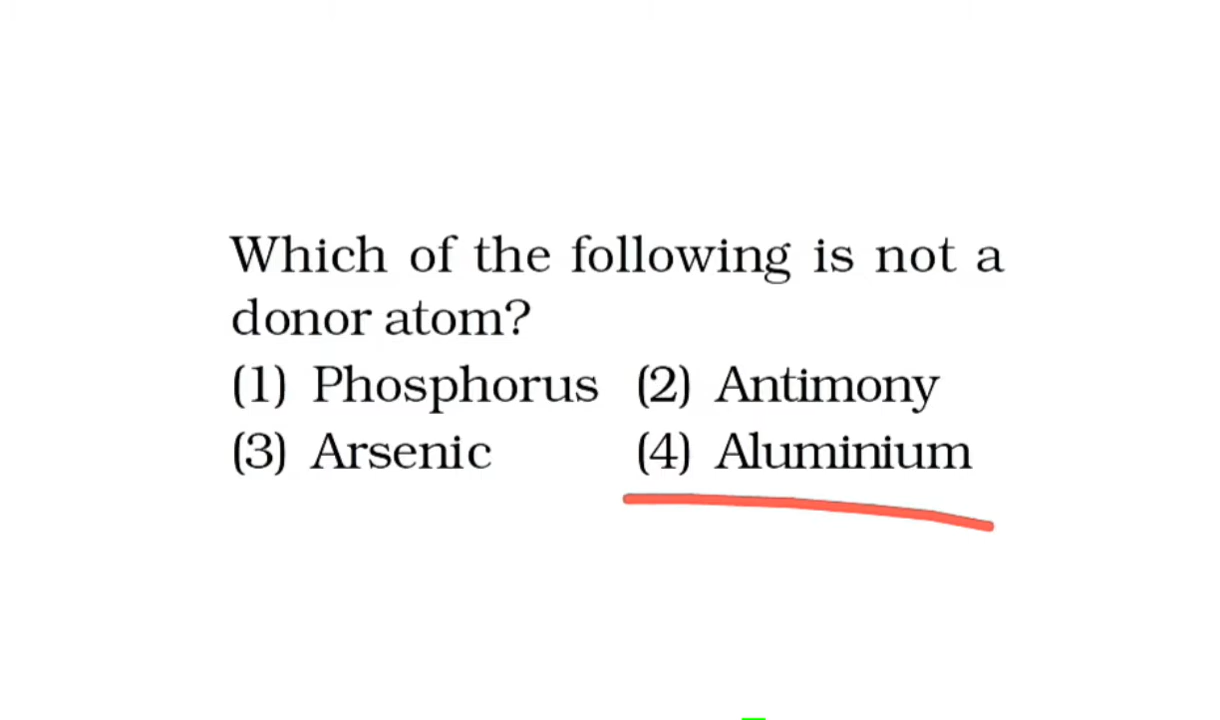 Which of the following is not a
donor atom?
(1) Phosphorus (2) Antimony
(3) Arsenic (4) Aluminium